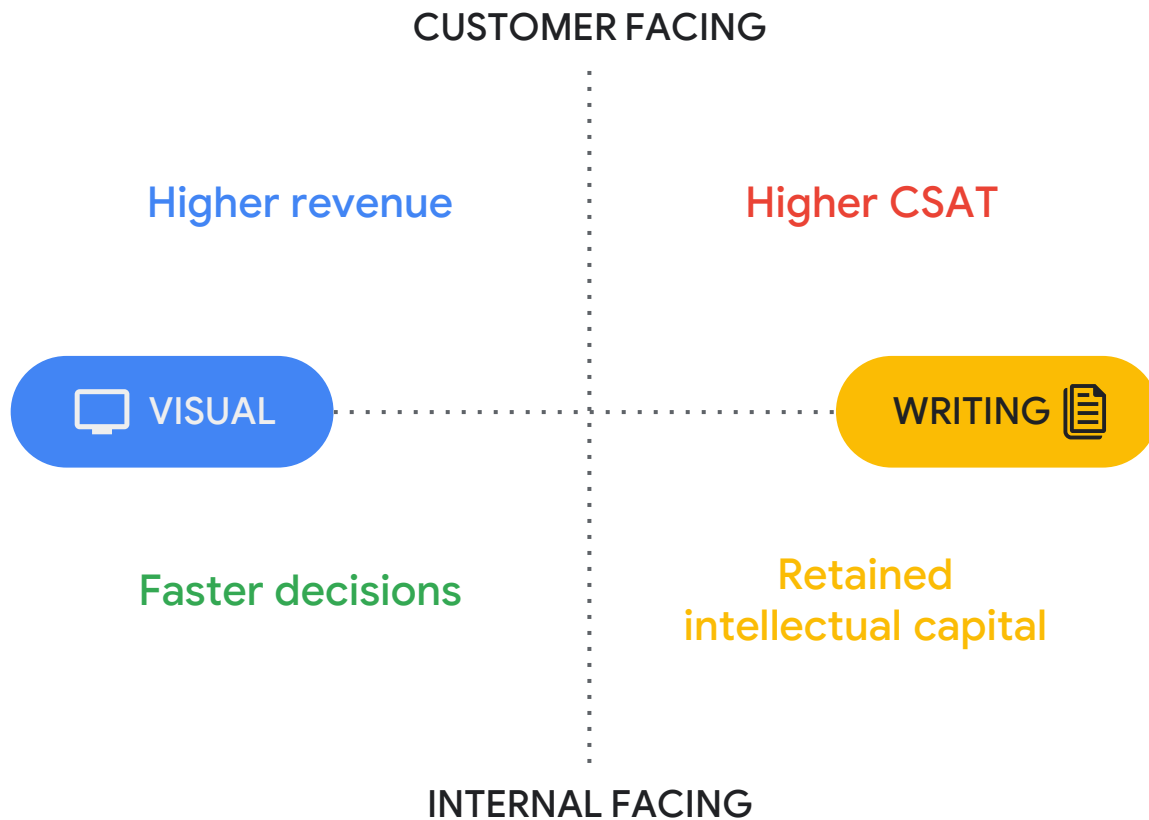 CUSTOMER FACING
Higher revenue
Higher CSAT
VISUAL
WRITING
Faster decisions
Retained
intellectual capital
INTERNAL FACING